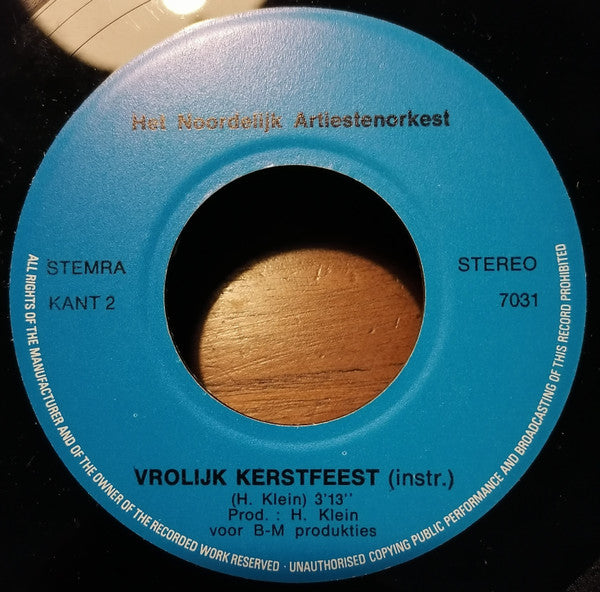 Het Noordelijk Artiestenorkest
STEMRA
KANT 2
STEREO
7031
VROLIJK KERSTFEEST (instr.)
(H. Klein) 3'13''
Prod. : H. Klein
voor B-M produkties
ALL RIGHTS OF THE MANUFACTURER AND OF THE OWNER OF THE RECORDED WORK RESERVED - UNAUTHORISED COPYING PUBLIC PERFORMANCE AND BROADCASTING OF THIS RECORD PROHIBITED